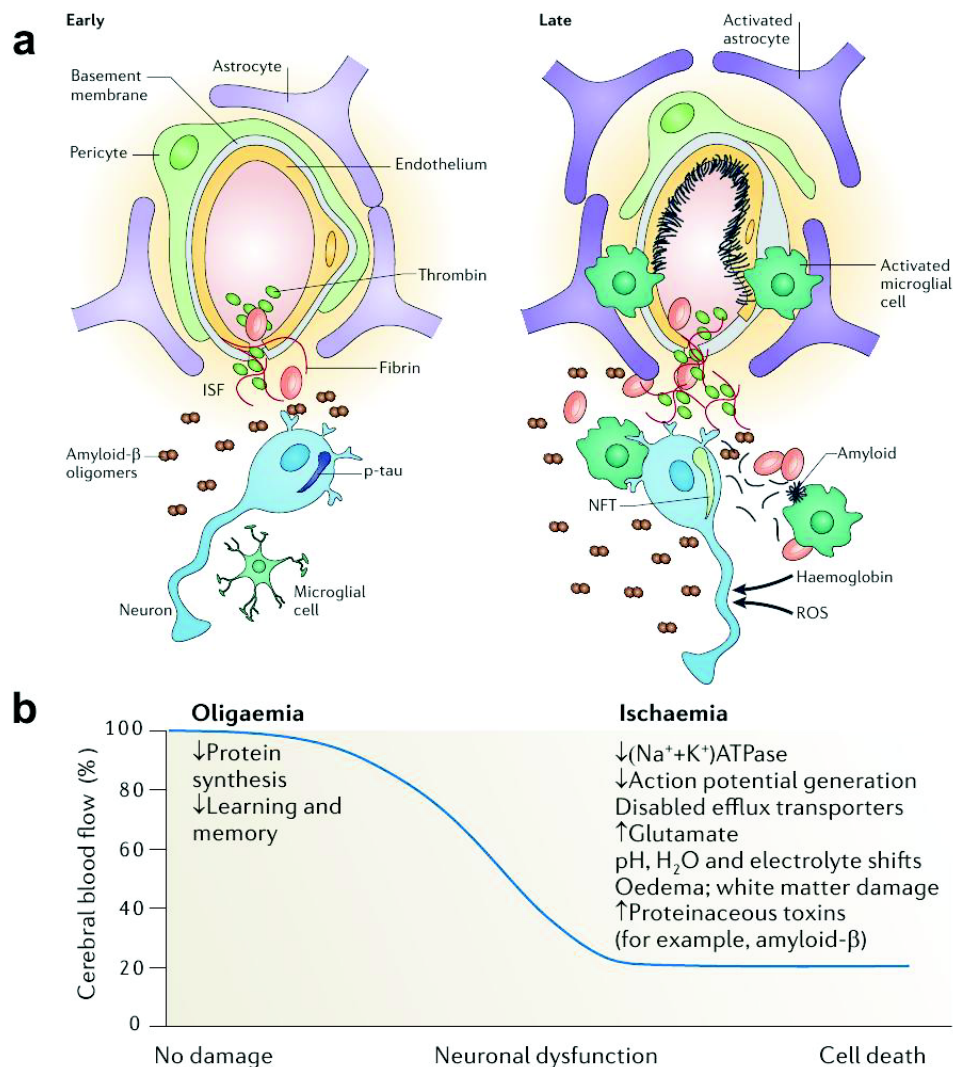 a
Early
Astrocyte
Basement
membrane
Pericyte
Endothelium
Thrombin
Fibrin
ISF
Amyloid-β
oligomers
p-tau
Microglial
cell
Neuron
Late
Activated
astrocyte
Activated
microglial
cell
Amyloid
NFT
Haemoglobin
ROS
b
Cerebral blood flow (%)
100
80
60
40
20
0
Oligaemia
↓Protein
synthesis
↓Learning and
memory
Ischaemia
↓(Na⁺+K⁺)ATPase
↓Action potential generation
Disabled efflux transporters
↑Glutamate
pH, H₂O and electrolyte shifts
Oedema; white matter damage
↑Proteinaceous toxins
(for example, amyloid-β)
No damage
Neuronal dysfunction
Cell death